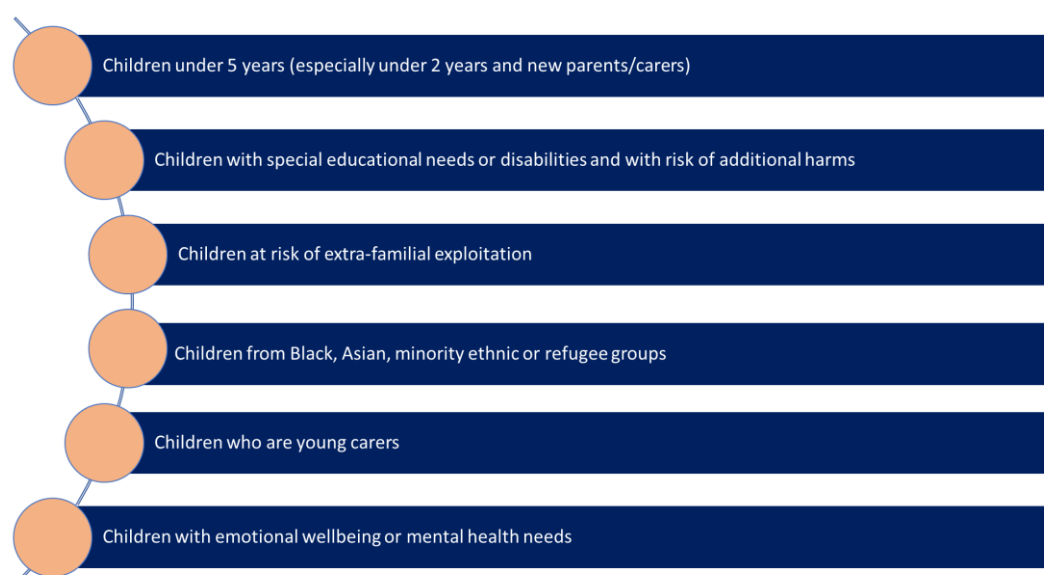 Children under 5 years (especially under 2 years and new parents/carers)
Children with special educational needs or disabilities and with risk of additional harms
Children at risk of extra-familial exploitation
Children from Black, Asian, minority ethnic or refugee groups
Children who are young carers
Children with emotional wellbeing or mental health needs